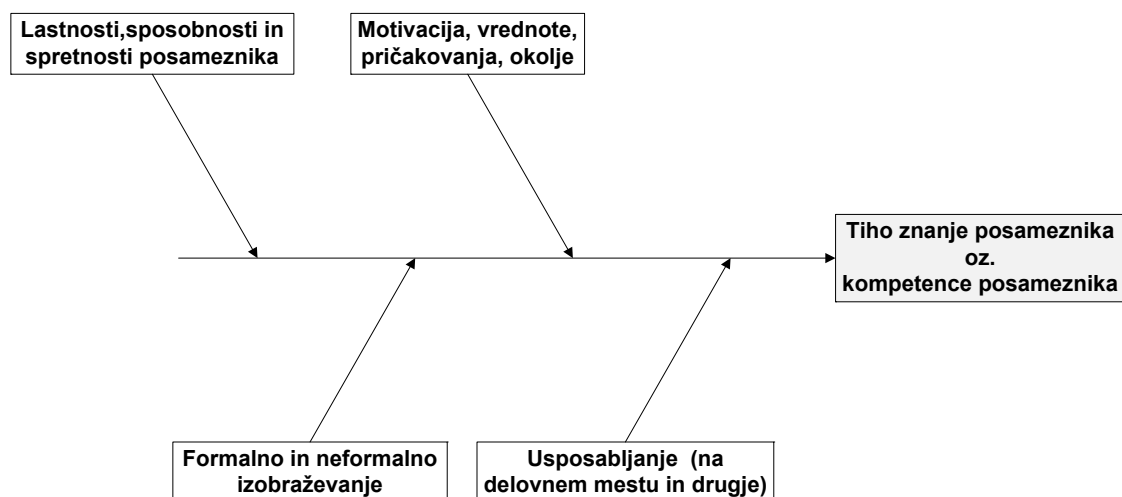 Lastnosti,sposobnosti in
spretnosti posameznika
Motivacija, vrednote,
pričakovanja, okolje
Tiho znanje posameznika
oz.
kompetence posameznika
Formalno in neformalno
izobraževanje
Usposabljanje (na
delovnem mestu in drugje)